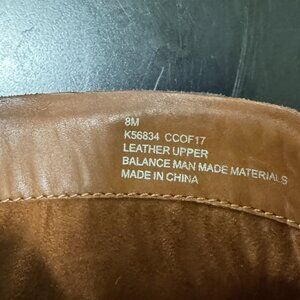 8M
K56834 CCOF17
LEATHER UPPER
BALANCE MAN MADE MATERIALS
MADE IN CHINA